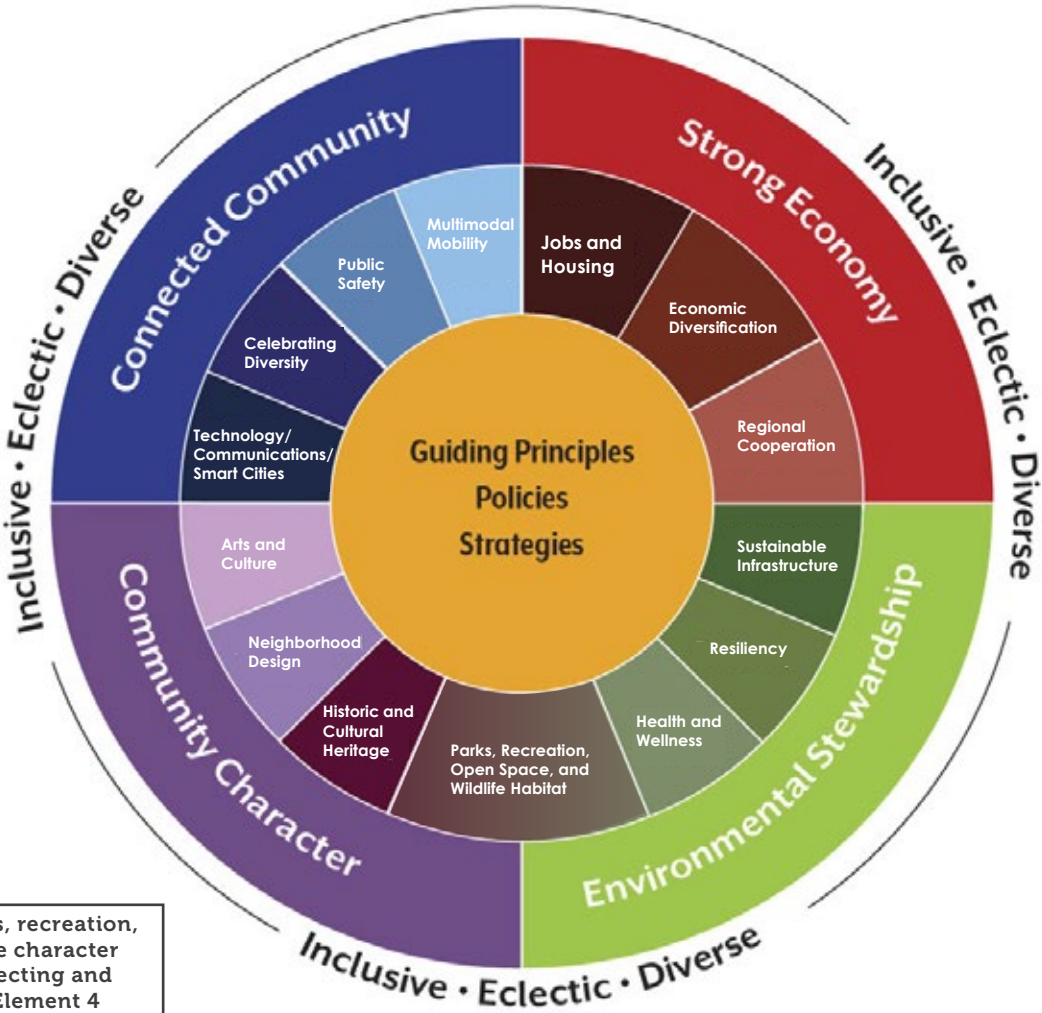 Inclusive • Eclectic • Diverse
Inclusive • Eclectic • Diverse
Connected Community
Strong Economy
Multimodal
Mobility
Public
Safety
Celebrating
Diversity
Technology/
Communications/
Smart Cities
Jobs and
Housing
Economic
Diversification
Regional
Cooperation
Guiding Principles
Policies
Strategies
Arts and
Culture
Neighborhood
Design
Historic and
Cultural
Heritage
Parks, Recreation,
Open Space, and
Wildlife Habitat
Health and
Wellness
Resiliency
Sustainable
Infrastructure
Community Character
Environmental Stewardship
Inclusive • Eclectic • Diverse
recreation,
character
and
Element 4